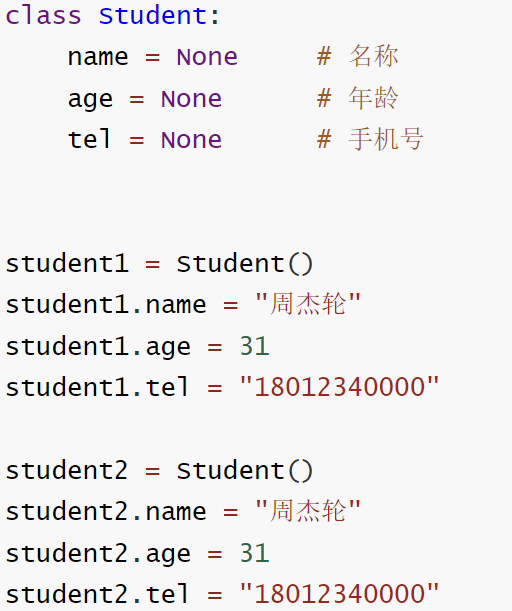 class Student:
    name = None     # 名称
    age = None      # 年龄
    tel = None      # 手机号
student1 = Student()
student1.name = "周杰轮"
student1.age = 31
student1.tel = "18012340000"
student2 = Student()
student2.name = "周杰轮"
student2.age = 31
student2.tel = "18012340000"